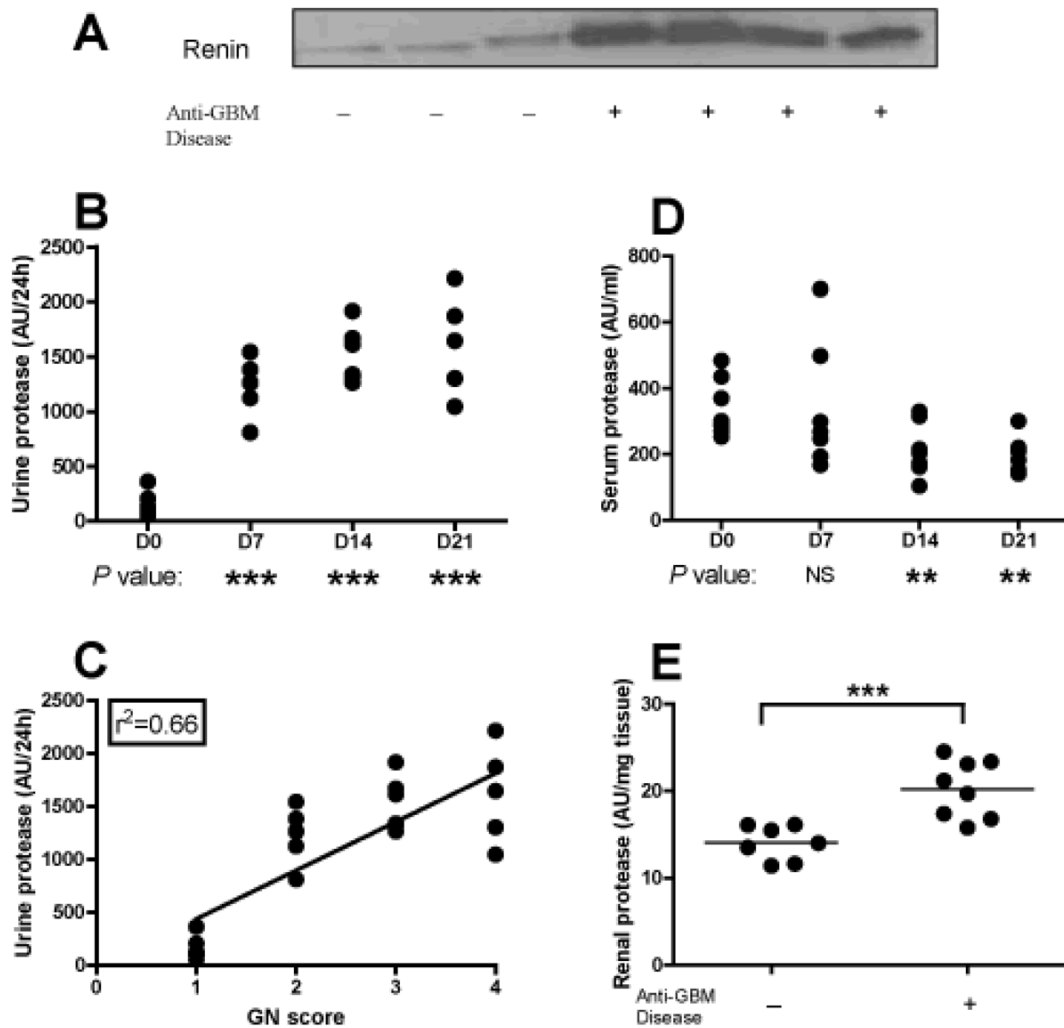 A
Renin
Anti-GBM
Disease
– – – + + + +
B
Urine protease (AU/24h)
2500
2000
1500
1000
500
0
D0 D7 D14 D21
P value: *** *** ***
D
Serum protease (AU/ml)
800
600
400
200
0
D0 D7 D14 D21
P value: NS ** **
C
r²=0.66
Urine protease (AU/24h)
2500
2000
1500
1000
500
0
0 1 2 3 4
GN score
E
***
Renal protease (AU/mg tissue)
30
20
10
0
Anti-GBM
Disease
– +